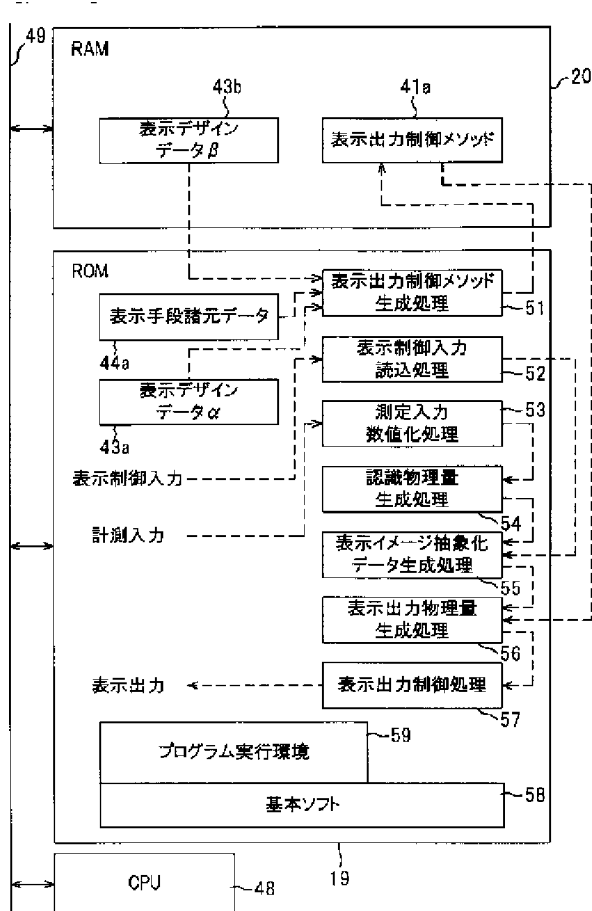 49
RAM
20
43b
表示デザイン
データβ
41a
表示出力制御メソッド
ROM
表示出力制御メソッド
生成処理
51
表示手段諸元データ
44a
表示制御入力
読込処理
52
表示デザイン
データα
43a
53
測定入力
数値化処理
表示制御入力
認識物理量
生成処理
54
計測入力
表示イメージ抽象化
データ生成処理
55
表示出力物理量
生成処理
56
表示出力
表示出力制御処理
57
59
プログラム実行環境
基本ソフト
58
19
CPU
48